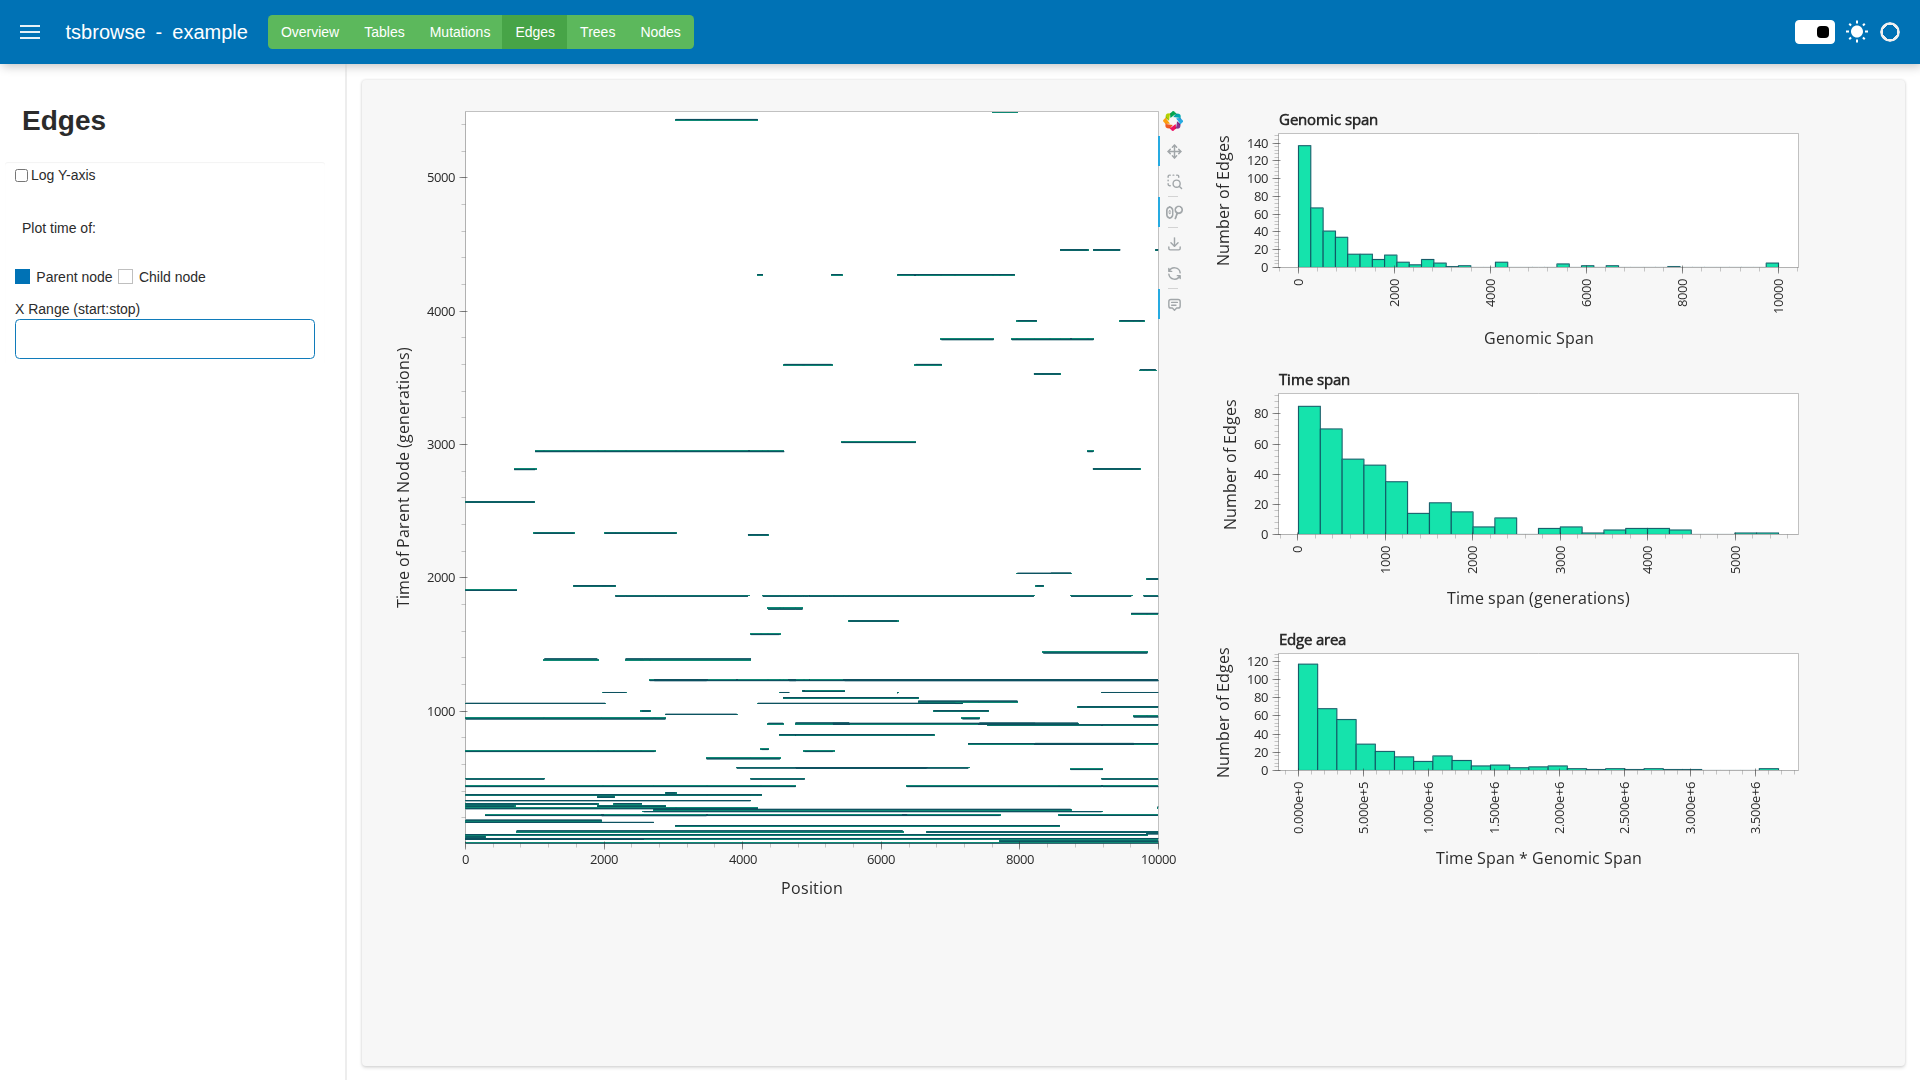 tsbrowse - example
Overview Tables Mutations Edges Trees Nodes
Edges
Log Y-axis
Plot time of:
Parent node Child node
X Range (start:stop)
Time of Parent Node (generations)
5000
4000
3000
2000
1000
0 2000 4000 6000 8000 10000
Position
Genomic span
Number of Edges
140
120
100
80
60
40
20
0
0 2000 4000 6000 8000 10000
Genomic Span
Time span
Number of Edges
80
60
40
20
0
0 1000 2000 3000 4000 5000
Time span (generations)
Edge area
Number of Edges
120
100
80
60
40
20
0
0.000e+0 5.000e+5 1.000e+6 1.500e+6 2.000e+6 2.500e+6 3.000e+6 3.500e+6
Time Span * Genomic Span